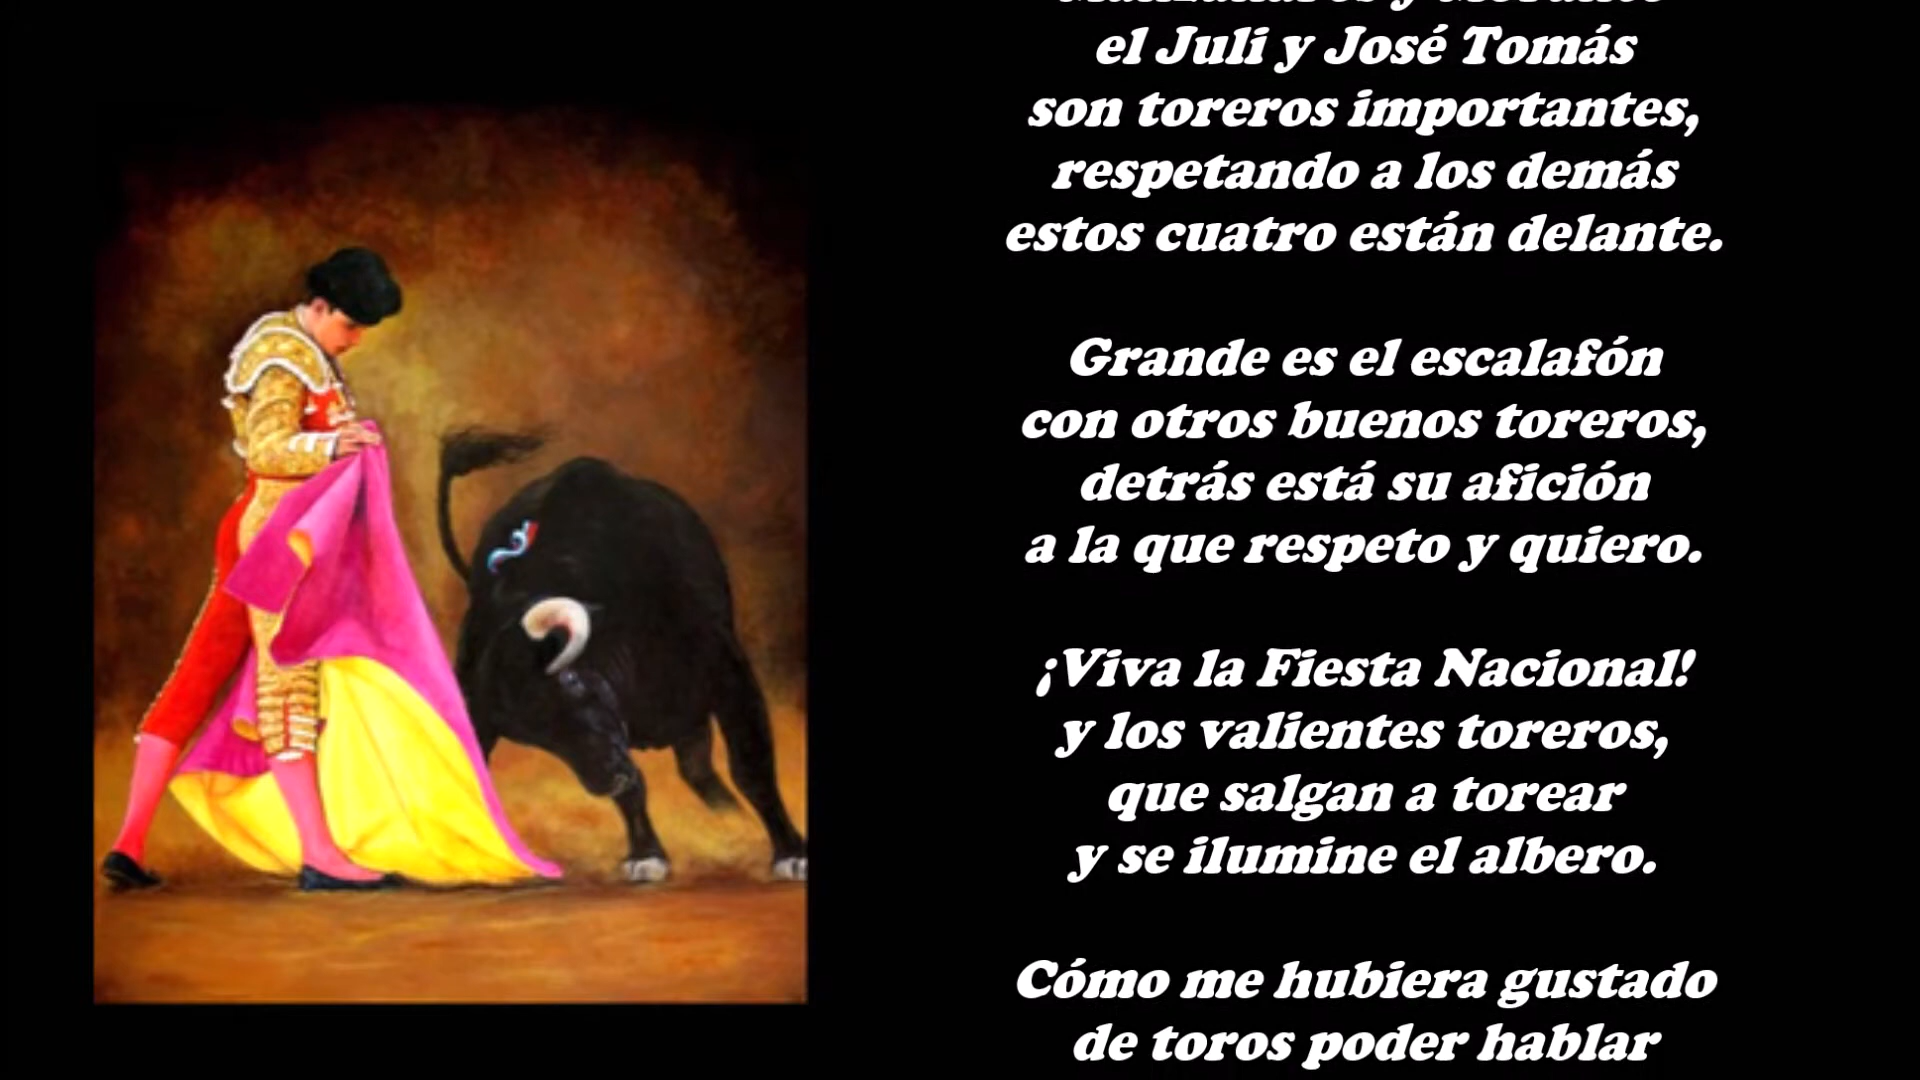 el Juli y José Tomás
son toreros importantes,
respetando a los demás
estos cuatro están delante.
Grande es el escalafón
con otros buenos toreros,
detrás está su afición
a la que respeto y quiero.
¡Viva la Fiesta Nacional!
y los valientes toreros,
que salgan a torear
y se ilumine el albero.
Cómo me hubiera gustado
de toros poder hablar